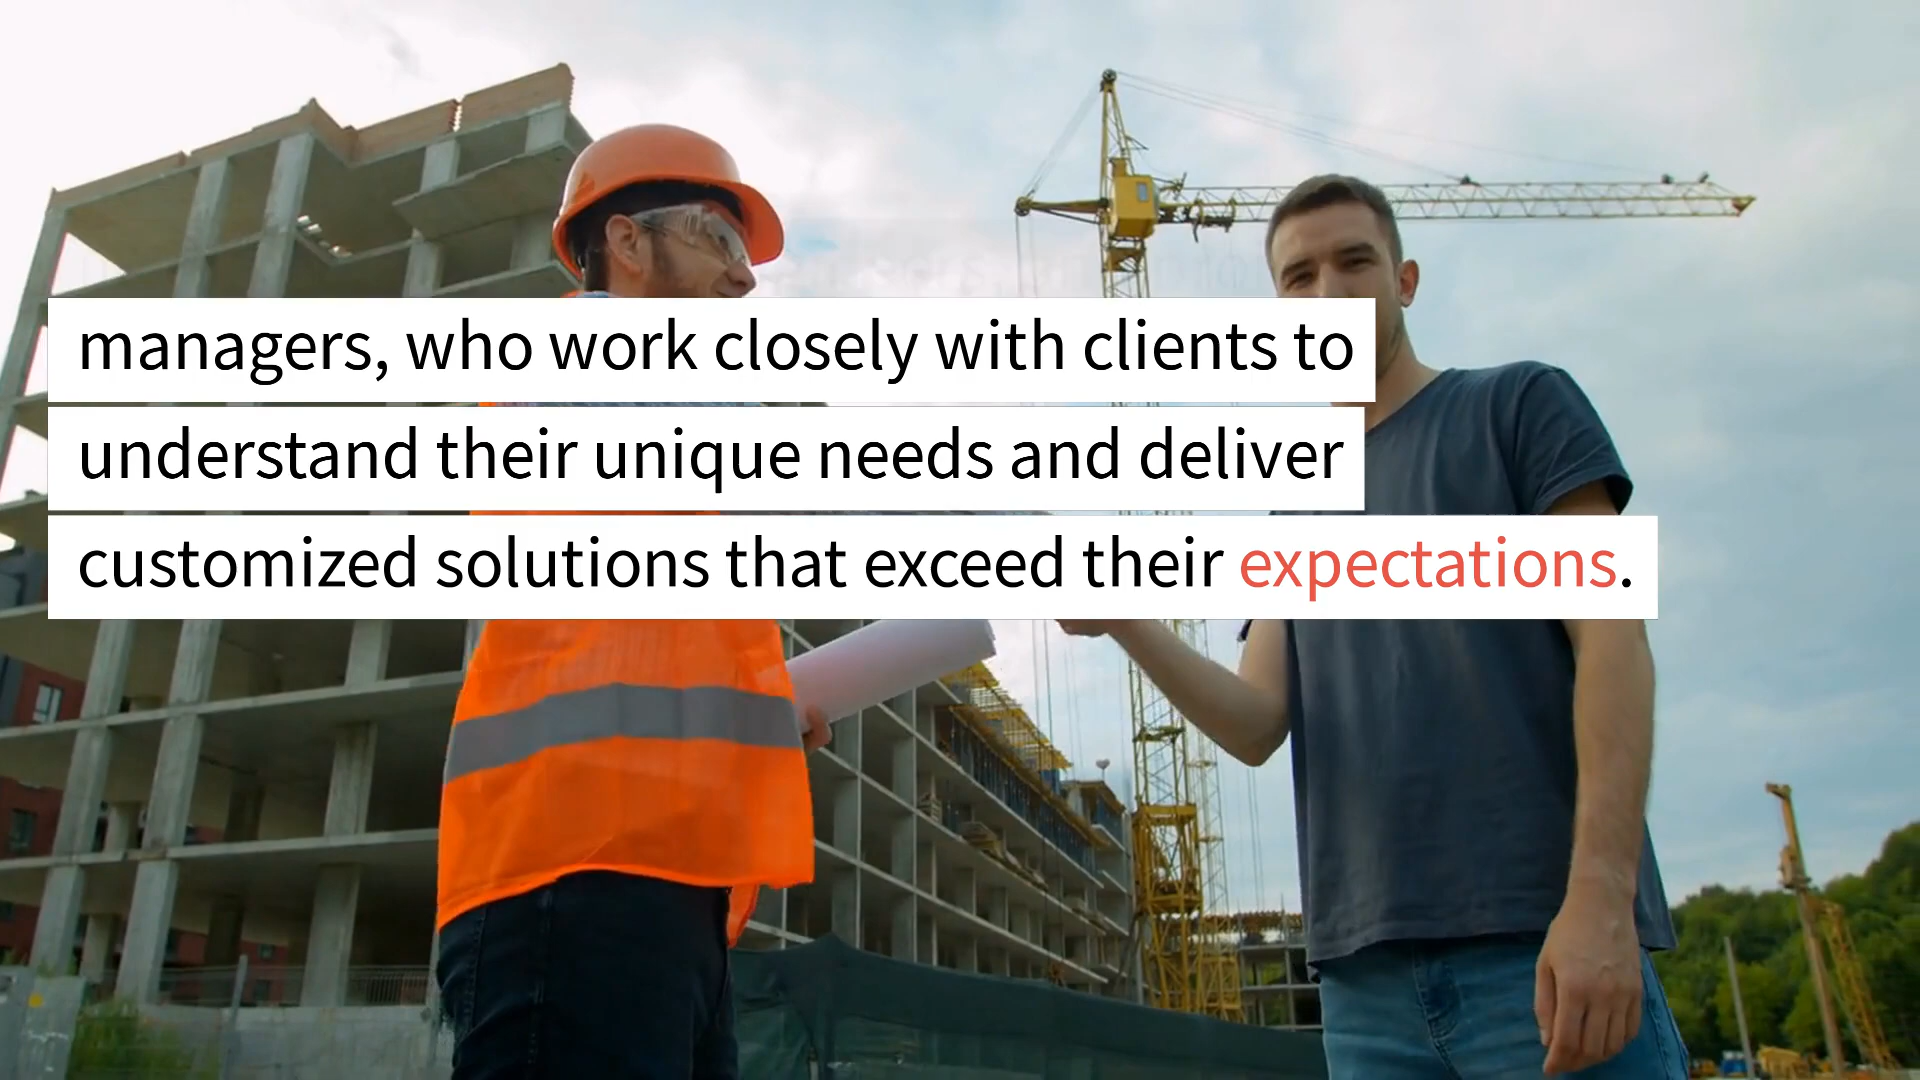 managers, who work closely with clients to
understand their unique needs and deliver
customized solutions that exceed their expectations.